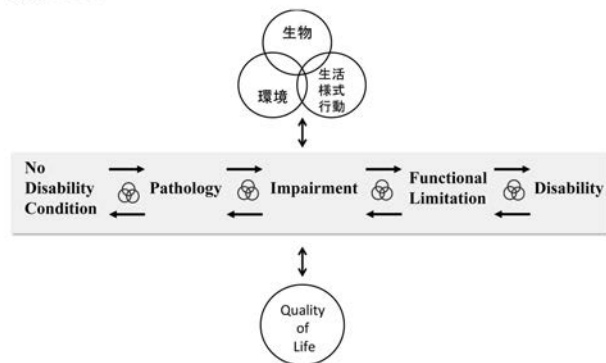 生物
環境
生活
様式
行動
No
Disability
Condition
Pathology
Impairment
Functional
Limitation
Disability
Quality
of
Life